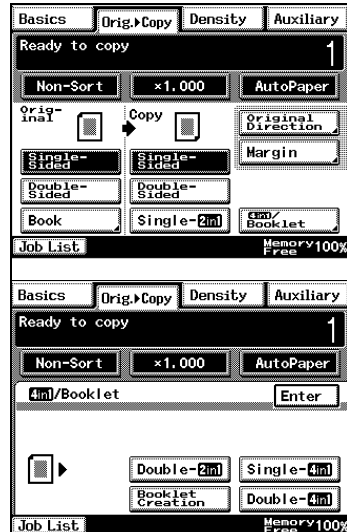 Basics Orig.▸Copy Density Auxiliary
Ready to copy 1
Non-Sort ×1.000 AutoPaper
Orig-
inal Copy Original
Direction
Single-
Sided Single-
Sided Margin
Double-
Sided Double-
Sided
Book Single-2in1 4in1/
Booklet
Job List Memory
Free 100%
Basics Orig.▸Copy Density Auxiliary
Ready to copy 1
Non-Sort ×1.000 AutoPaper
4in1/Booklet Enter
Double-2in1 Single-4in1
Booklet
Creation Double-4in1
Job List Memory
Free 100%